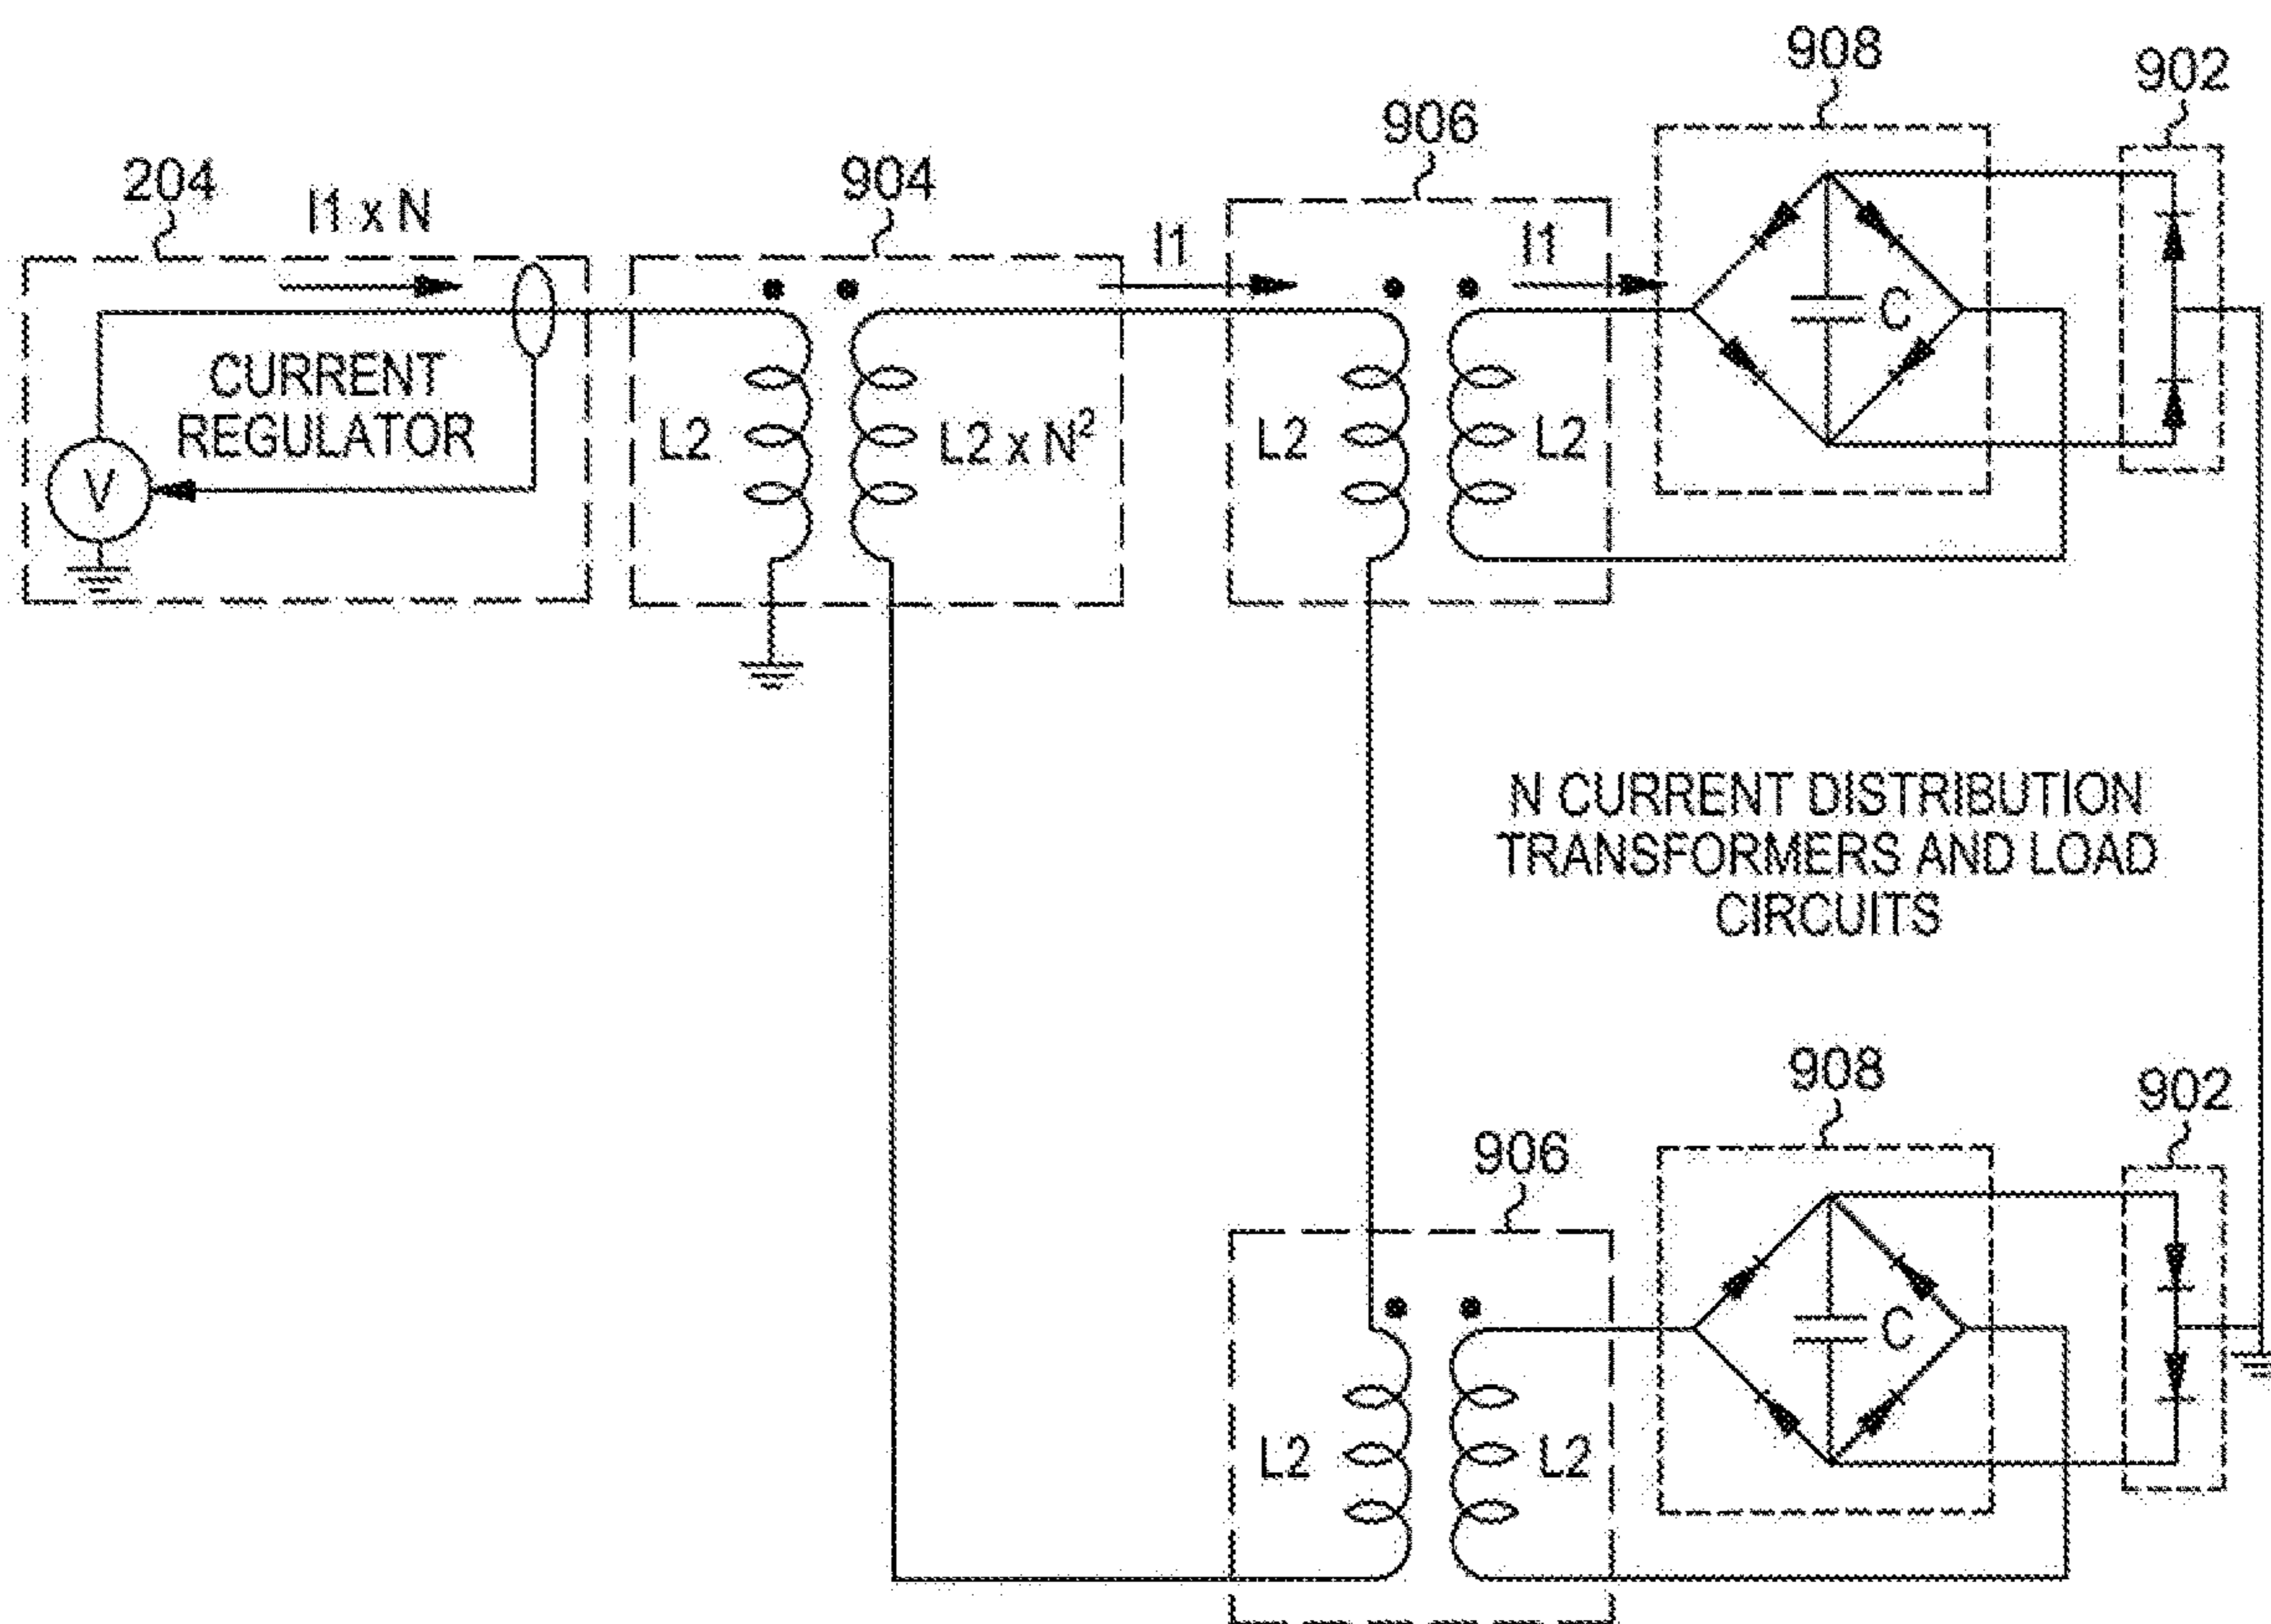 908
902
906
904
204
I1 x N
I1
I1
CURRENT
REGULATOR
V
L2
L2 x N²
L2
L2
C
N CURRENT DISTRIBUTION
TRANSFORMERS AND LOAD
CIRCUITS
908
902
906
C
L2
L2